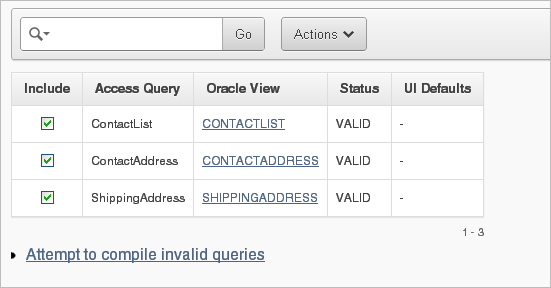 Go Actions
Include Access Query Oracle View Status UI Defaults
ContactList CONTACTLIST VALID -
ContactAddress CONTACTADDRESS VALID -
ShippingAddress SHIPPINGADDRESS VALID -
1 - 3
Attempt to compile invalid queries